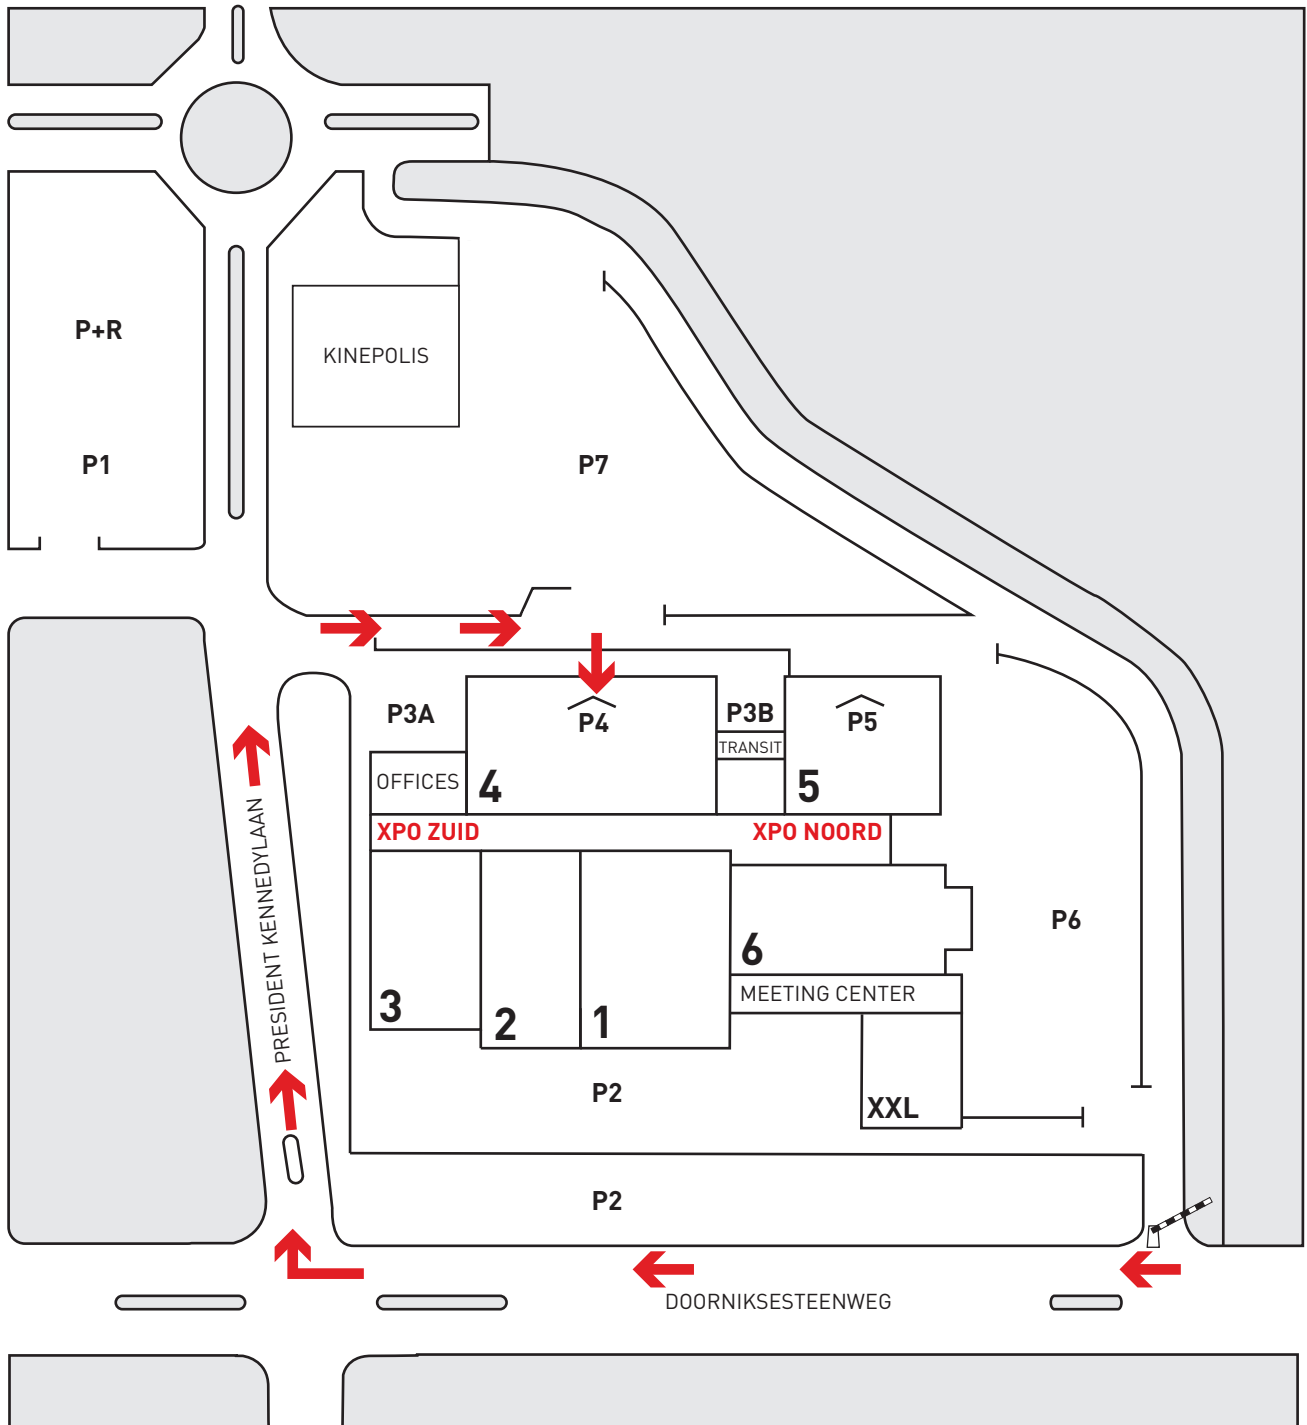 P+R
KINEPOLIS
P1
P7
P3A
P4
P3B
P5
TRANSIT
OFFICES
4
5
XPO ZUID
XPO NOORD
PRESIDENT KENNEDYLAAN
P6
6
MEETING CENTER
3
2
1
P2
XXL
P2
DOORNIKSESTEENWEG